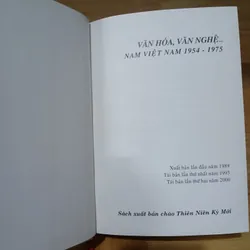 VĂN HÓA, VĂN NGHỆ...
NAM VIỆT NAM 1954 - 1975
Xuất bản lần đầu năm 1989
Tái bản lần thứ nhất năm 1993
Tái bản lần thứ hai năm 2000
Sách xuất bản chào Thiên Niên Kỷ Mới